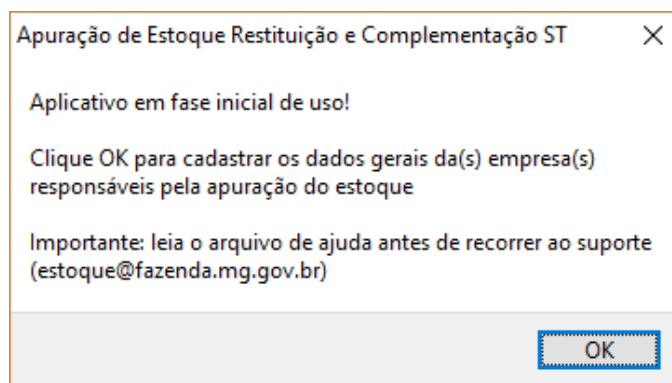 Apuração de Estoque Restituição e Complementação ST
Aplicativo em fase inicial de uso!
Clique OK para cadastrar os dados gerais da(s) empresa(s)
responsáveis pela apuração do estoque
Importante: leia o arquivo de ajuda antes de recorrer ao suporte
(estoque@fazenda.mg.gov.br)
OK